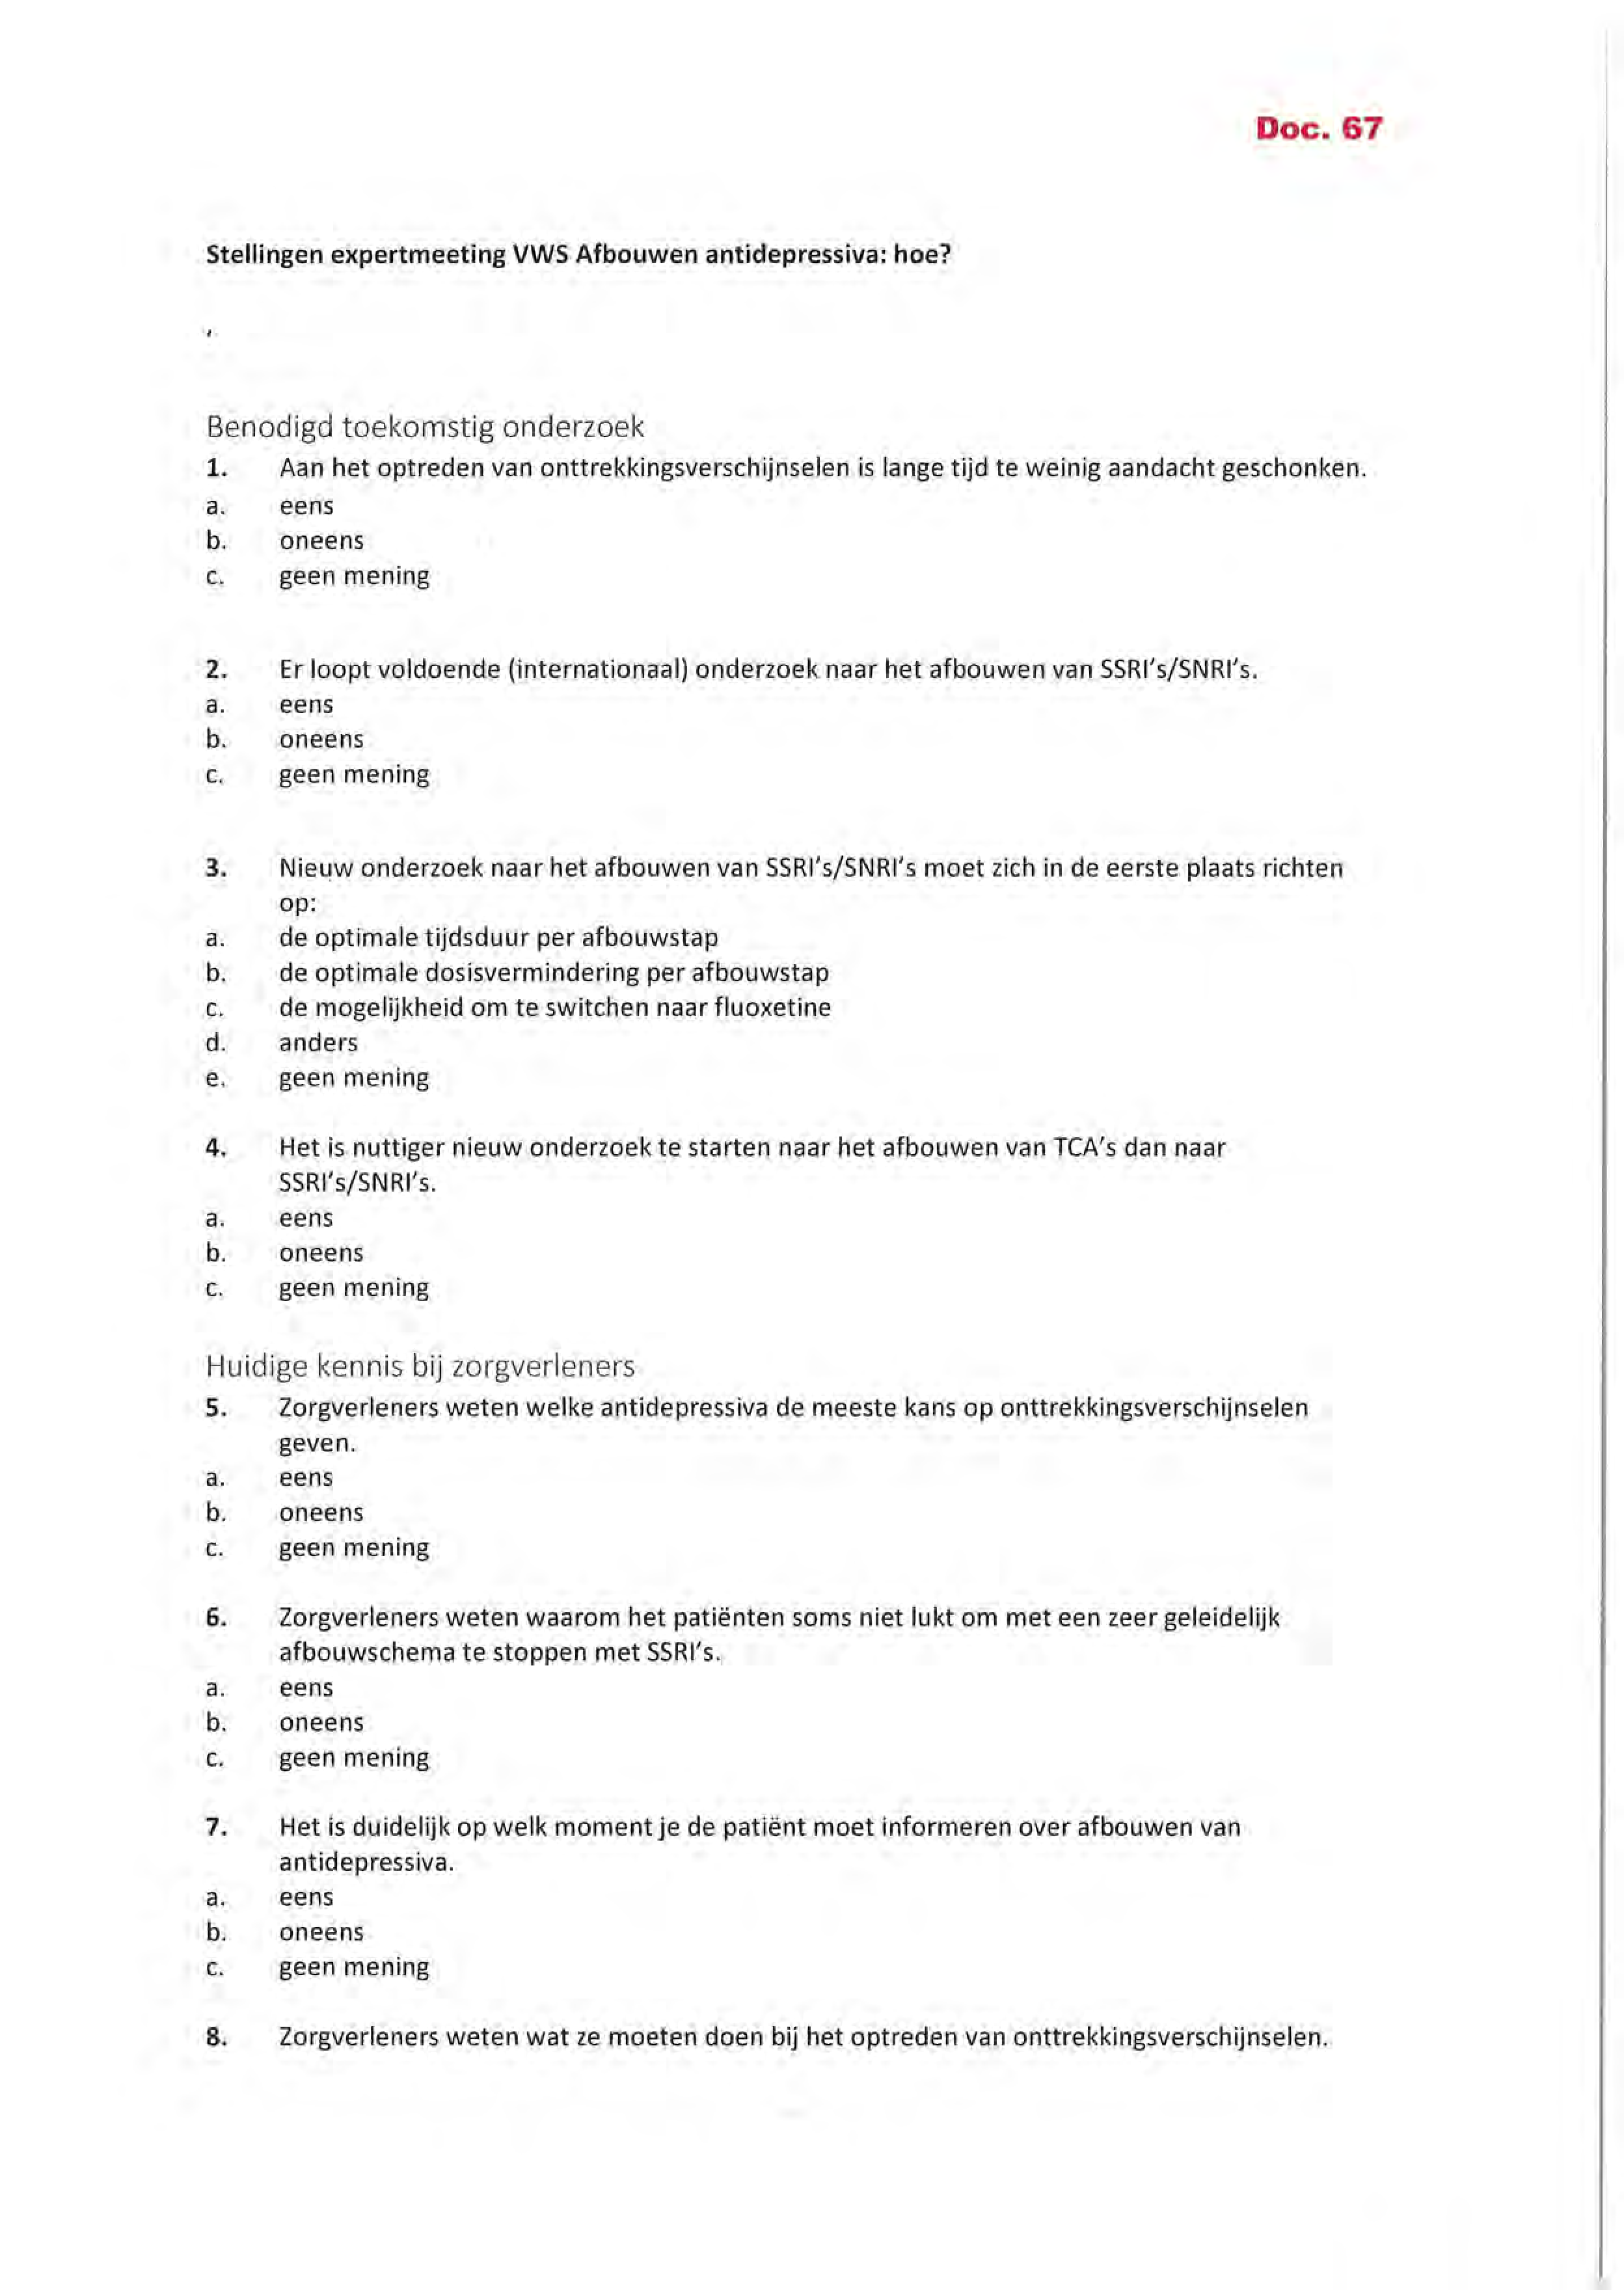 Doc. 67
Stellingen expertmeeting VWS Afbouwen antidepressiva: hoe?
,
Benodigd toekomstig onderzoek
1. Aan het optreden van onttrekkingsverschijnselen is lange tijd te weinig aandacht geschonken.
a. eens
b. oneens
c. geen mening
2. Er loopt voldoende (internationaal) onderzoek naar het afbouwen van SSRI's/SNRI's.
a. eens
b. oneens
c. geen mening
3. Nieuw onderzoek naar het afbouwen van SSRI's/SNRI's moet zich in de eerste plaats richten
op:
a. de optimale tijdsduur per afbouwstap
b. de optimale dosisvermindering per afbouwstap
c. de mogelijkheid om te switchen naar fluoxetine
d. anders
e. geen mening
4. Het is nuttiger nieuw onderzoek te starten naar het afbouwen van TCA's dan naar
SSRI's/SNRI's.
a. eens
b. oneens
c. geen mening
Huidige kennis bij zorgverleners
5. Zorgverleners weten welke antidepressiva de meeste kans op onttrekkingsverschijnselen
geven.
a. eens
b. oneens
c. geen mening
6. Zorgverleners weten waarom het patiënten soms niet lukt om met een zeer geleidelijk
afbouwschema te stoppen met SSRI's.
a. eens
b. oneens
c. geen mening
7. Het is duidelijk op welk moment je de patiënt moet informeren over afbouwen van
antidepressiva.
a. eens
b. oneens
c. geen mening
8. Zorgverleners weten wat ze moeten doen bij het optreden van onttrekkingsverschijnselen.